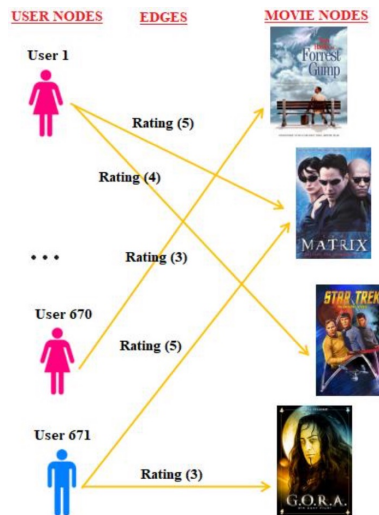 USER NODES EDGES MOVIE NODES
User 1
Forrest
Gump
Rating (5)
Rating (4)
MATRIX
...
Rating (3)
STAR TREK
User 670
Rating (5)
User 671
Rating (3)
G.O.R.A.